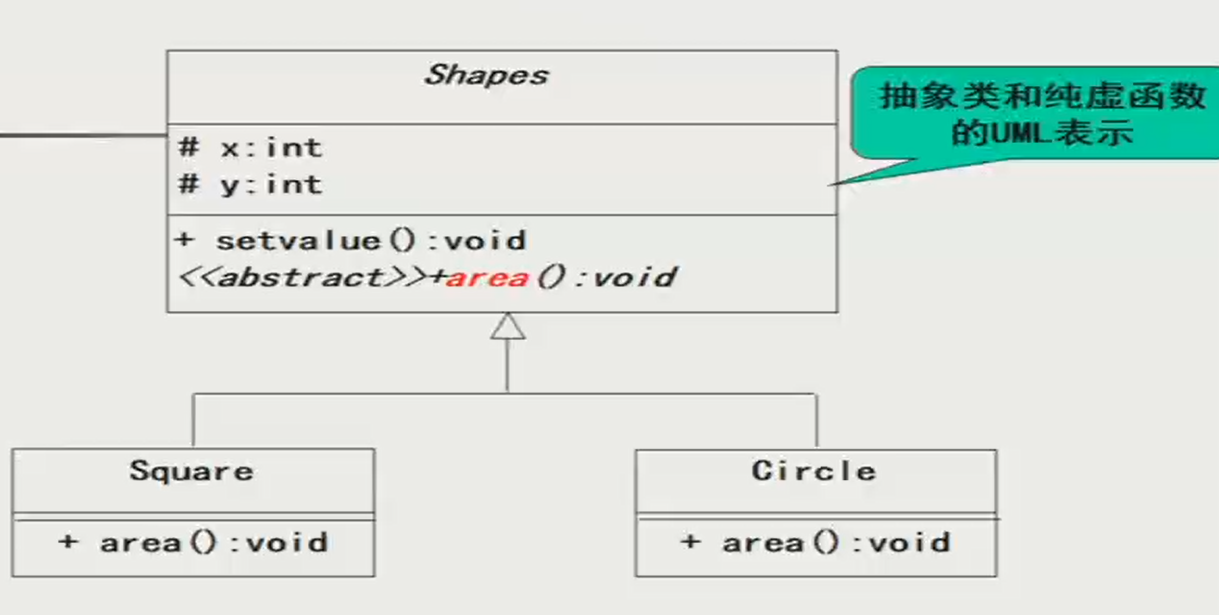 Shapes
抽象类和纯虚函数
的UML表示
# x:int
# y:int
+ setvalue():void
<<abstract>>+area():void
Square
Circle
+ area():void
+ area():void